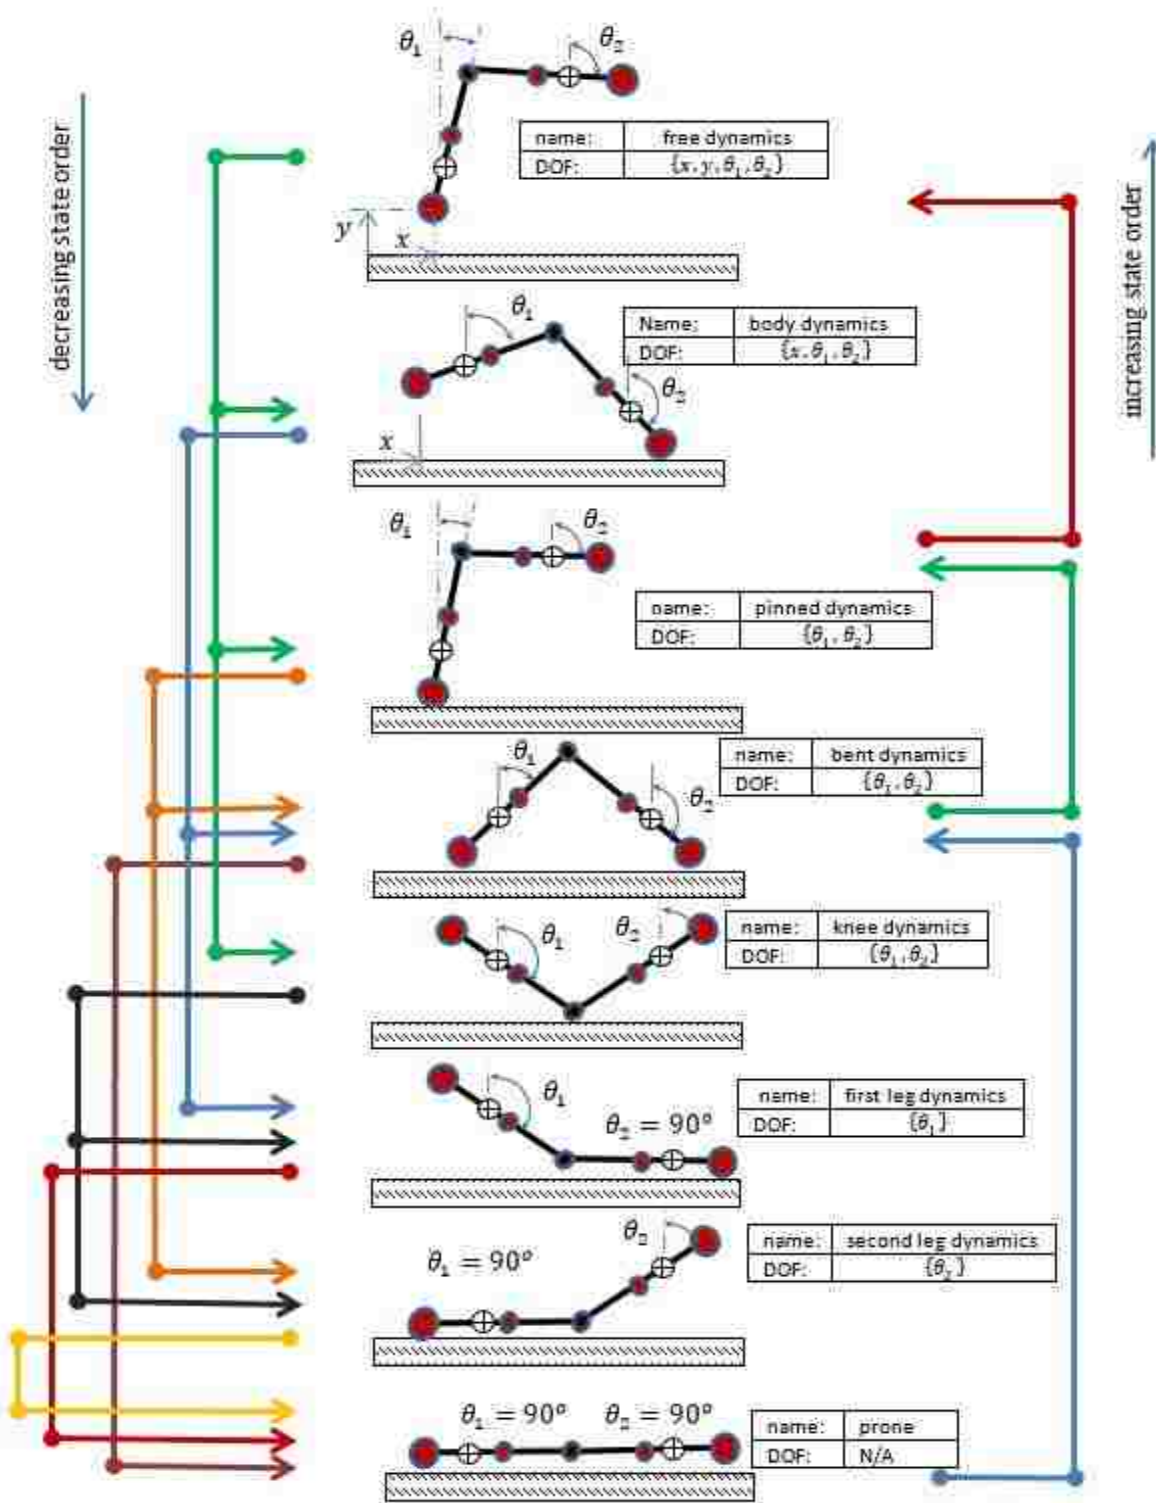 decreasing state order
increasing state order
θ₁
θ₂
name: free dynamics
DOF: {x, y, θ₁, θ₂}
y
x
θ₁
Name: body dynamics
DOF: {x, θ₁, θ₂}
θ₂
x
θ₁
θ₂
name: pinned dynamics
DOF: {θ₁, θ₂}
θ₁
name: bent dynamics
DOF: {θ₁, θ₂}
θ₂
θ₁
θ₂
name: knee dynamics
DOF: {θ₁, θ₂}
θ₁
θ₂ = 90°
name: first leg dynamics
DOF: {θ₁}
θ₁ = 90°
θ₂
name: second leg dynamics
DOF: {θ₂}
θ₁ = 90°
θ₂ = 90°
name: prone
DOF: N/A